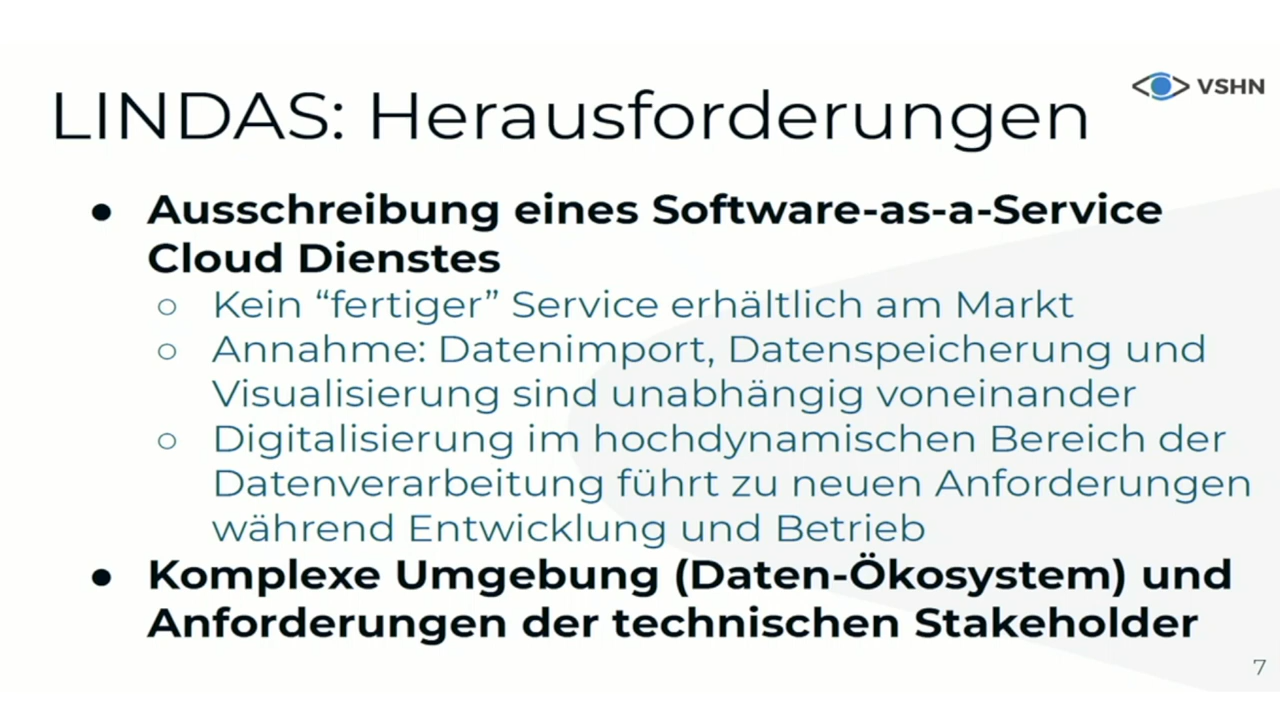 VSHN
LINDAS: Herausforderungen
● Ausschreibung eines Software-as-a-Service
Cloud Dienstes
○ Kein “fertiger” Service erhältlich am Markt
○ Annahme: Datenimport, Datenspeicherung und
Visualisierung sind unabhängig voneinander
○ Digitalisierung im hochdynamischen Bereich der
Datenverarbeitung führt zu neuen Anforderungen
während Entwicklung und Betrieb
● Komplexe Umgebung (Daten-Ökosystem) und
Anforderungen der technischen Stakeholder
7